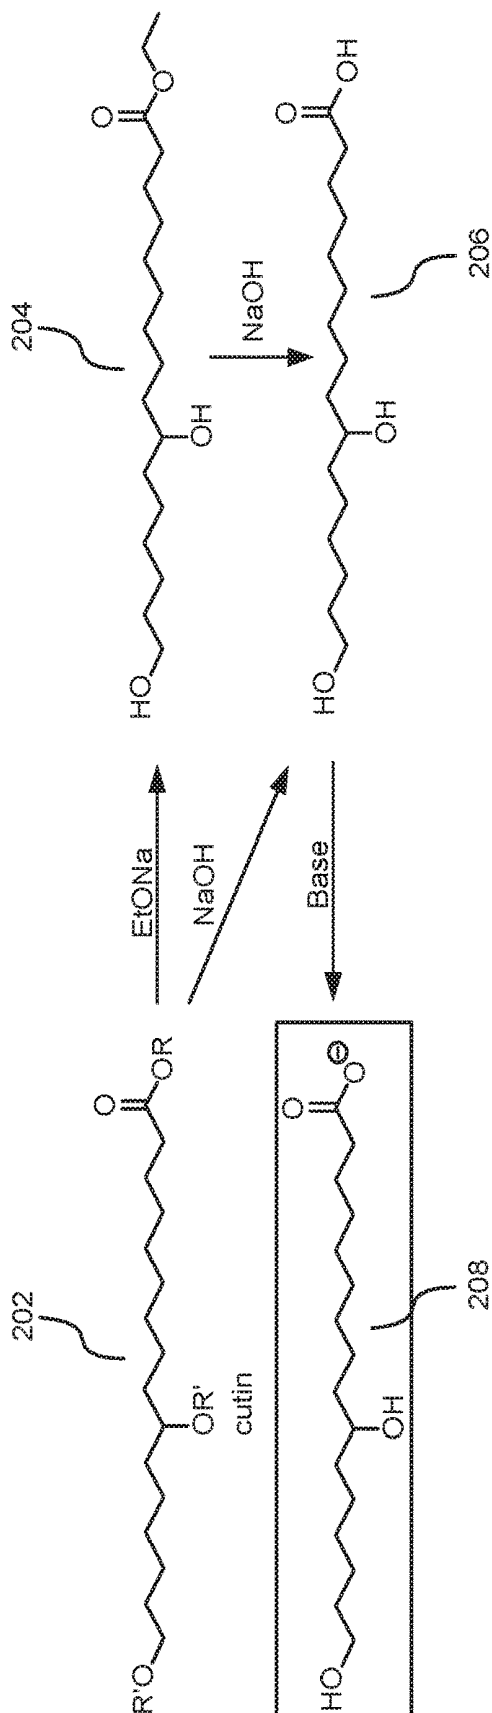 202
R'O
OR'
O
OR
cutin
EtONa
NaOH
204
HO
OH
O
O
NaOH
HO
OH
O
OH
206
Base
HO
OH
O
O
⊖
208